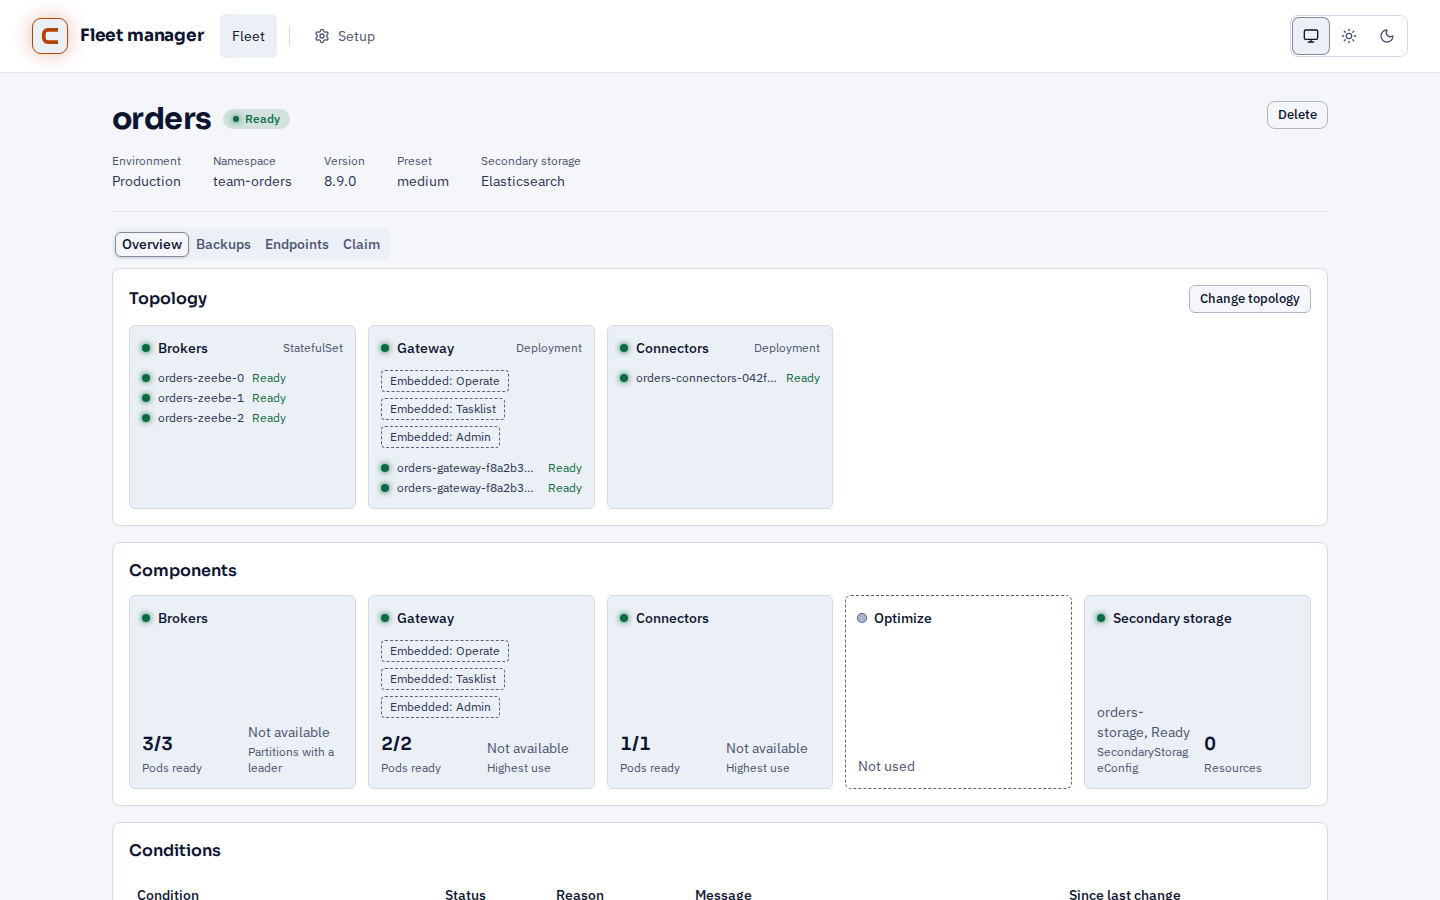 Fleet manager
Fleet
Setup
orders
Ready
Delete
Environment
Production
Namespace
team-orders
Version
8.9.0
Preset
medium
Secondary storage
Elasticsearch
Overview
Backups
Endpoints
Claim
Topology
Change topology
Brokers
StatefulSet
orders-zeebe-0 Ready
orders-zeebe-1 Ready
orders-zeebe-2 Ready
Gateway
Deployment
Embedded: Operate
Embedded: Tasklist
Embedded: Admin
orders-gateway-f8a2b3... Ready
orders-gateway-f8a2b3... Ready
Connectors
Deployment
orders-connectors-042f... Ready
Components
Brokers
3/3
Pods ready
Not available
Partitions with a
leader
Gateway
Embedded: Operate
Embedded: Tasklist
Embedded: Admin
2/2
Pods ready
Not available
Highest use
Connectors
1/1
Pods ready
Not available
Highest use
Optimize
Not used
Secondary storage
orders-
storage, Ready
SecondaryStorag
eConfig
0
Resources
Conditions
Condition
Status
Reason
Message
Since last change